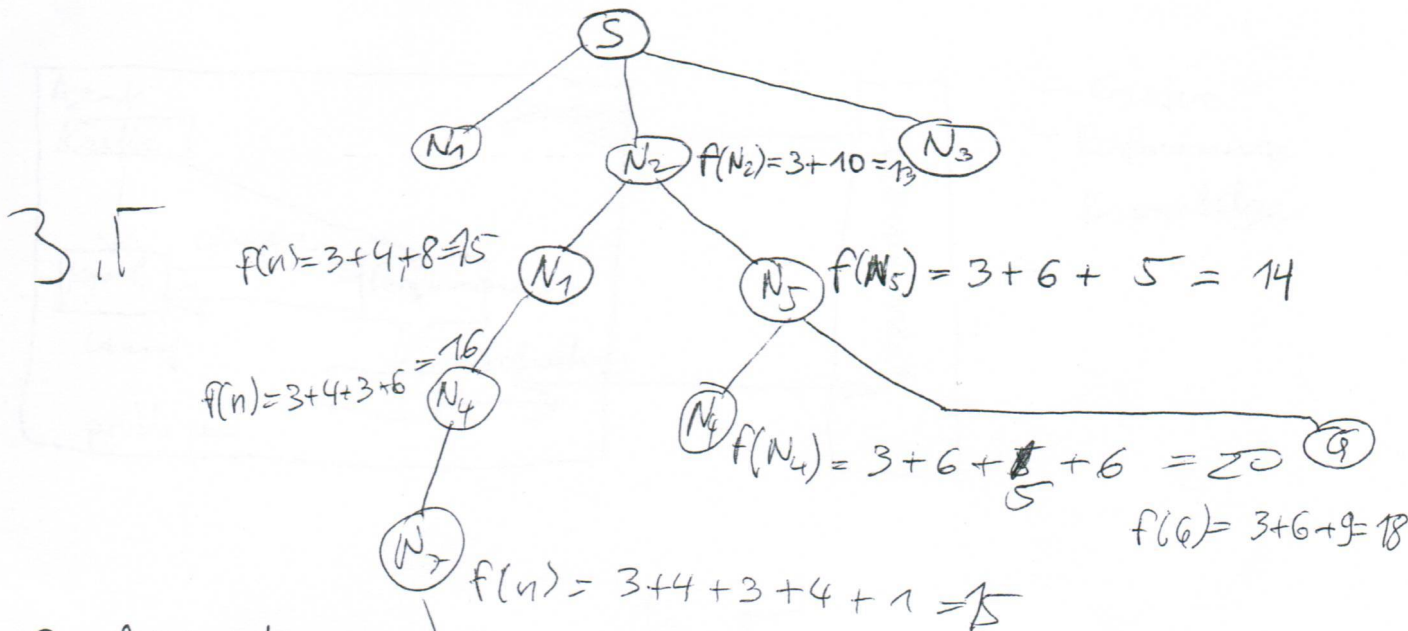 S
N1
N2 f(N2)=3+10=13
N3
3,5
f(n)=3+4+8=15
N1
N5 f(N5) = 3+6+ 5 = 14
f(n)=3+4+3+6 =16
N4
N4 f(N4) = 3+6+5+6 = 20
G
f(G)= 3+6+9=18
f(n) = 3+4+3+4+1 =15